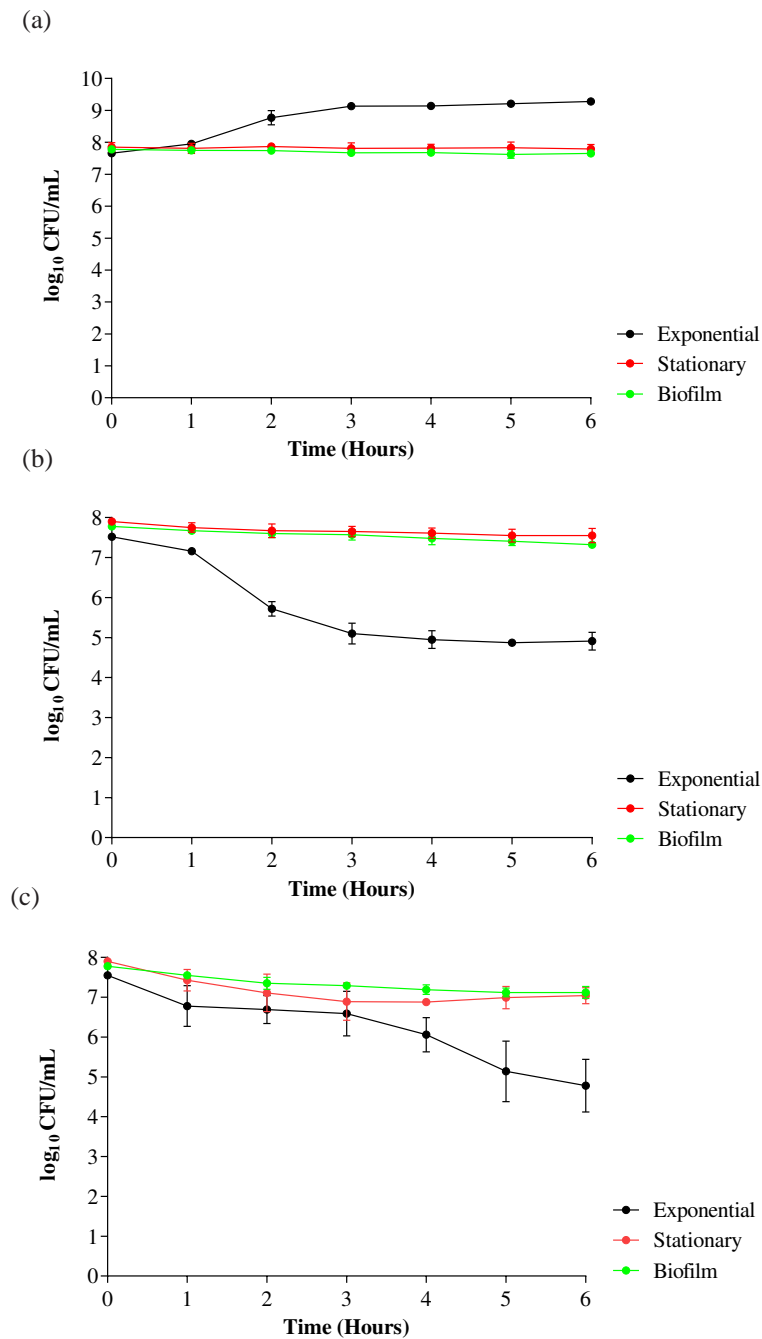 (a)
10
9
8
7
6
5
4
3
2
1
0
log10 CFU/mL
0 1 2 3 4 5 6
Time (Hours)
Exponential
Stationary
Biofilm
(b)
8
7
6
5
4
3
2
1
0
log10 CFU/mL
0 1 2 3 4 5 6
Time (Hours)
Exponential
Stationary
Biofilm
(c)
8
7
6
5
4
3
2
1
0
log10 CFU/mL
0 1 2 3 4 5 6
Time (Hours)
Exponential
Stationary
Biofilm